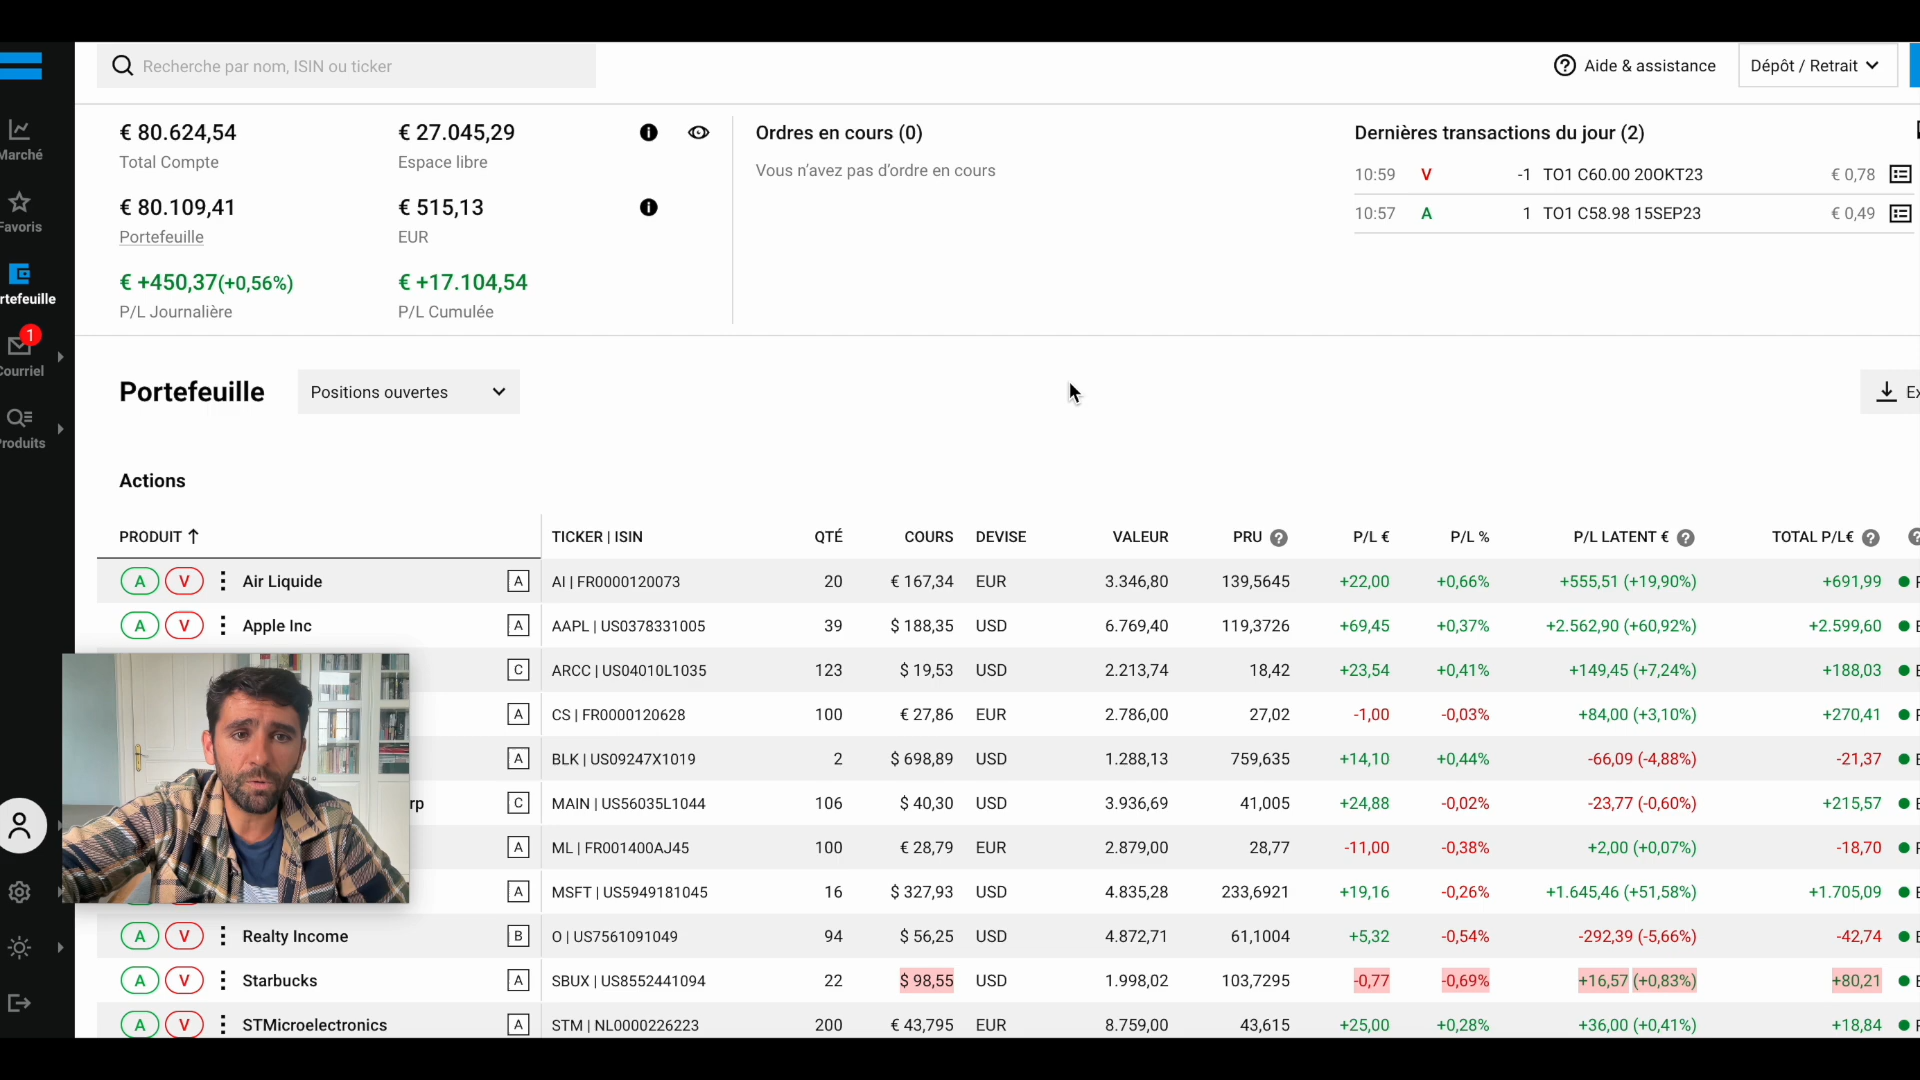 Recherche par nom, ISIN ou ticker
Aide & assistance
Dépôt / Retrait
€ 80.624,54
Total Compte
€ 27.045,29
Espace libre
€ 80.109,41
Portefeuille
€ 515,13
EUR
€ +450,37(+0,56%)
P/L Journalière
€ +17.104,54
P/L Cumulée
Ordres en cours (0)
Vous n’avez pas d’ordre en cours
Dernières transactions du jour (2)
10:59 V -1 TO1 C60.00 20OKT23 € 0,78
10:57 A 1 TO1 C58.98 15SEP23 € 0,49
Marché
Favoris
rtefeuille
1
Courriel
Produits
Portefeuille
Positions ouvertes
Ex
Actions
PRODUIT TICKER | ISIN QTÉ COURS DEVISE VALEUR PRU ? P/L € P/L % P/L LATENT € ? TOTAL P/L€ ?
A V Air Liquide A AI | FR0000120073 20 € 167,34 EUR 3.346,80 139,5645 +22,00 +0,66% +555,51 (+19,90%) +691,99
A V Apple Inc A AAPL | US0378331005 39 $ 188,35 USD 6.769,40 119,3726 +69,45 +0,37% +2.562,90 (+60,92%) +2.599,60
C ARCC | US04010L1035 123 $ 19,53 USD 2.213,74 18,42 +23,54 +0,41% +149,45 (+7,24%) +188,03
A CS | FR0000120628 100 € 27,86 EUR 2.786,00 27,02 -1,00 -0,03% +84,00 (+3,10%) +270,41
A BLK | US09247X1019 2 $ 698,89 USD 1.288,13 759,635 +14,10 +0,44% -66,09 (-4,88%) -21,37
rp C MAIN | US56035L1044 106 $ 40,30 USD 3.936,69 41,005 +24,88 -0,02% -23,77 (-0,60%) +215,57
A ML | FR001400AJ45 100 € 28,79 EUR 2.879,00 28,77 -11,00 -0,38% +2,00 (+0,07%) -18,70
A MSFT | US5949181045 16 $ 327,93 USD 4.835,28 233,6921 +19,16 -0,26% +1.645,46 (+51,58%) +1.705,09
A V Realty Income B O | US7561091049 94 $ 56,25 USD 4.872,71 61,1004 +5,32 -0,54% -292,39 (-5,66%) -42,74
A V Starbucks A SBUX | US8552441094 22 $ 98,55 USD 1.998,02 103,7295 -0,77 -0,69% +16,57 (+0,83%) +80,21
A V STMicroelectronics A STM | NL0000226223 200 € 43,795 EUR 8.759,00 43,615 +25,00 +0,28% +36,00 (+0,41%) +18,84